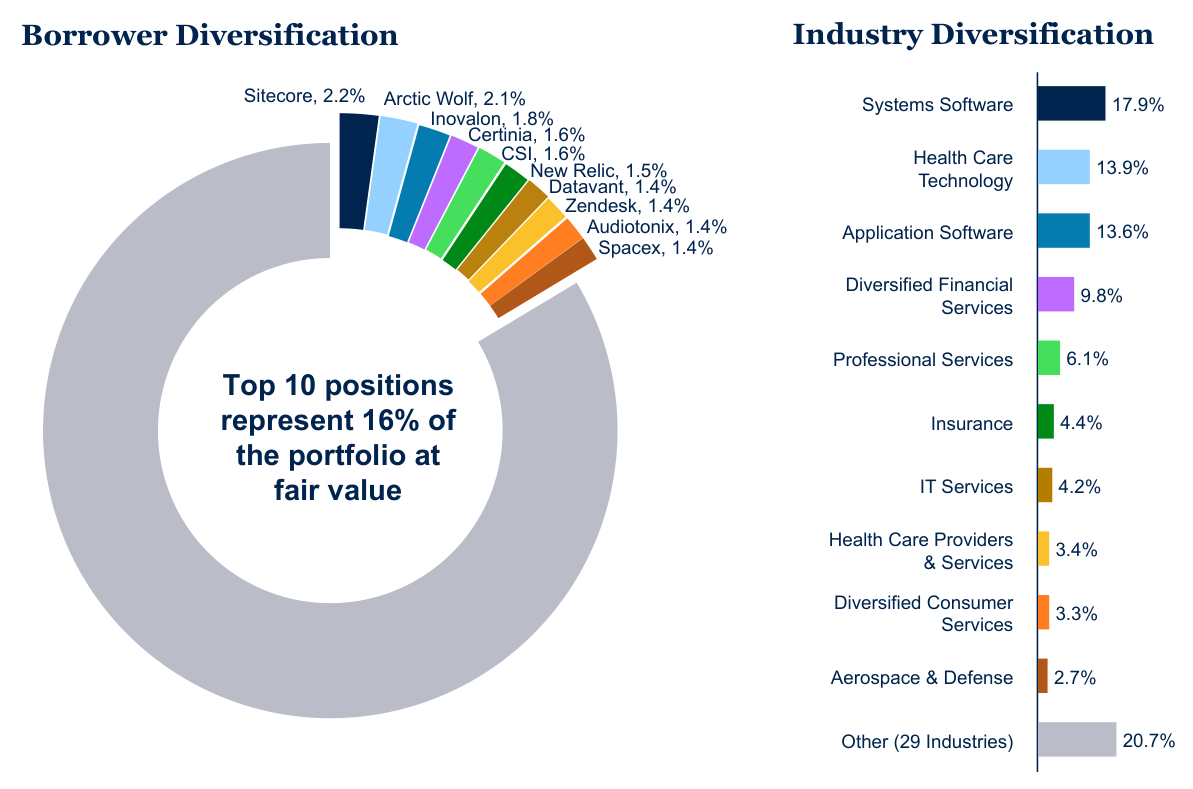 Borrower Diversification
Sitecore, 2.2%
Arctic Wolf, 2.1%
Inovalon, 1.8%
Certinia, 1.6%
CSI, 1.6%
New Relic, 1.5%
Datavant, 1.4%
Zendesk, 1.4%
Audiotonix, 1.4%
Spacex, 1.4%
Top 10 positions
represent 16% of
the portfolio at
fair value
Industry Diversification
Systems Software 17.9%
Health Care
Technology 13.9%
Application Software 13.6%
Diversified Financial
Services 9.8%
Professional Services 6.1%
Insurance 4.4%
IT Services 4.2%
Health Care Providers
& Services 3.4%
Diversified Consumer
Services 3.3%
Aerospace & Defense 2.7%
Other (29 Industries) 20.7%